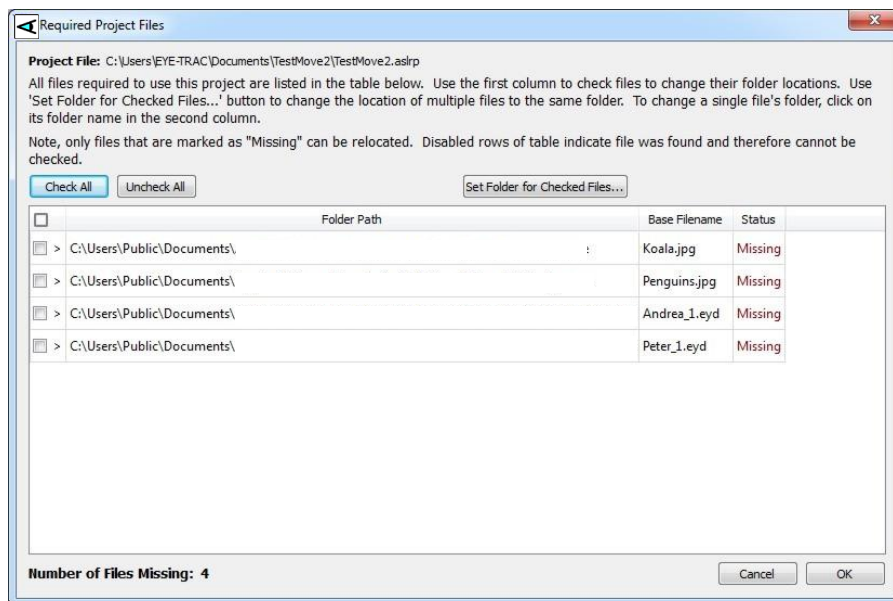 Required Project Files
Project File: C:\Users\EYE-TRAC\Documents\TestMove2\TestMove2.aslrp
All files required to use this project are listed in the table below. Use the first column to check files to change their folder locations. Use
'Set Folder for Checked Files...' button to change the location of multiple files to the same folder. To change a single file's folder, click on
its folder name in the second column.
Note, only files that are marked as "Missing" can be relocated. Disabled rows of table indicate file was found and therefore cannot be
checked.
Check All Uncheck All Set Folder for Checked Files...
Folder Path Base Filename Status
> C:\Users\Public\Documents\ Koala.jpg Missing
> C:\Users\Public\Documents\ Penguins.jpg Missing
> C:\Users\Public\Documents\ Andrea_1.eyd Missing
> C:\Users\Public\Documents\ Peter_1.eyd Missing
Number of Files Missing: 4 Cancel OK